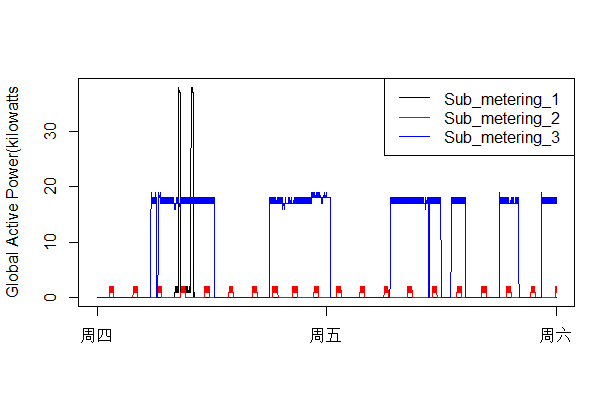 Sub_metering_1
Sub_metering_2
Sub_metering_3
Global Active Power(kilowatts
30
20
10
0
周四 周五 周六